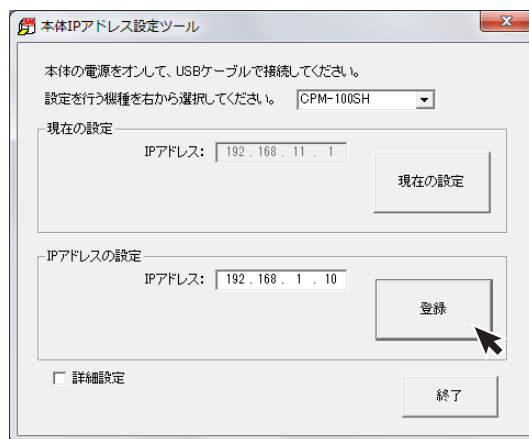 本体IPアドレス設定ツール
本体の電源をオンして、USBケーブルで接続してください。
設定を行う機種を右から選択してください。 CPM-100SH
現在の設定
IPアドレス: 192 . 168 . 11 . 1
現在の設定
IPアドレスの設定
IPアドレス: 192 . 168 . 1 . 10
登録
詳細設定
終了